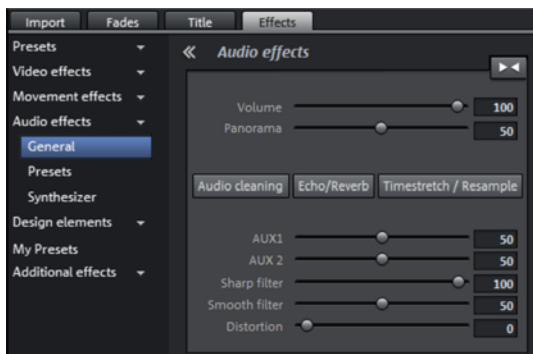 Import Fades Title Effects
Presets
Video effects
Movement effects
Audio effects
General
Presets
Synthesizer
Design elements
My Presets
Additional effects
Audio effects
Volume 100
Panorama 50
Audio cleaning Echo/Reverb Timestretch / Resample
AUX1 50
AUX 2 50
Sharp filter 100
Smooth filter 50
Distortion 0